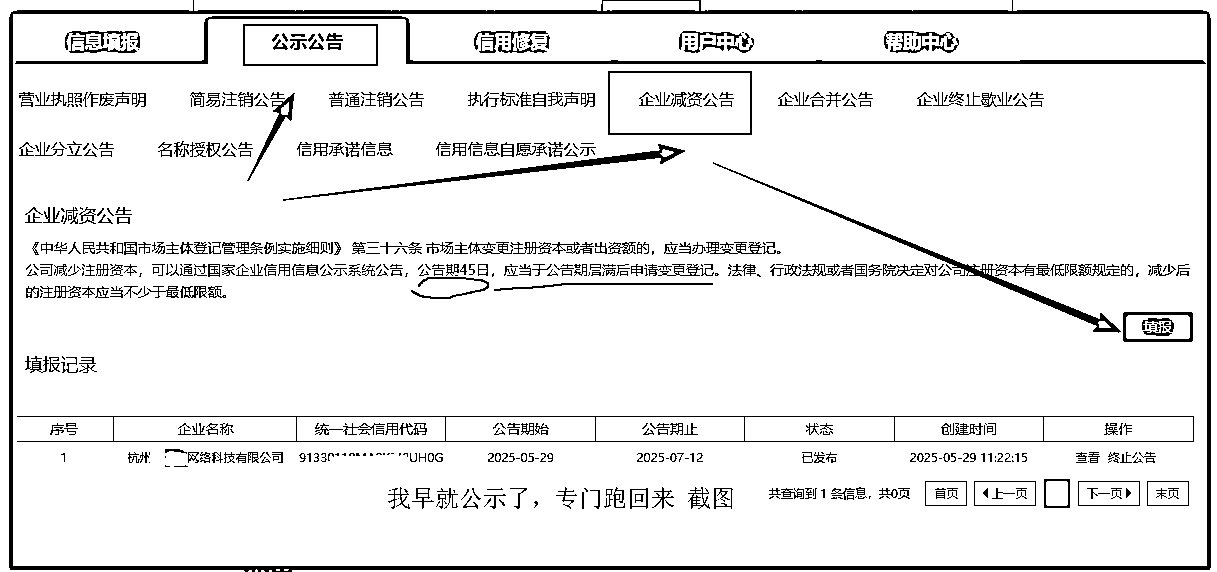 信息填报 公示公告 信用修复 用户中心 帮助中心
营业执照作废声明 简易注销公告 普通注销公告 执行标准自我声明 企业减资公告 企业合并公告 企业终止歇业公告
企业分立公告 名称授权公告 信用承诺信息 信用信息自愿承诺公示
企业减资公告
《中华人民共和国市场主体登记管理条例实施细则》 第三十六条 市场主体变更注册资本或者出资额的，应当办理变更登记。
公司减少注册资本，可以通过国家企业信用信息公示系统公告，公告期45日，应当于公告期届满后申请变更登记。法律、行政法规或者国务院决定对公司注册资本有最低限额规定的，减少后
的注册资本应当不少于最低限额。
填报
填报记录
序号 企业名称 统一社会信用代码 公告期始 公告期止 状态 创建时间 操作
1 杭州 网络科技有限公司 2025-05-29 2025-07-12 已发布 2025-05-29 11:22:15 查看 终止公告
共查询到 1 条信息，共0页 首页 上一页 下一页 末页
我早就公示了，专门跑回来 截图